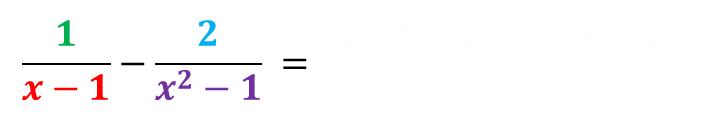 1/(x − 1) − 2/(x² − 1) =